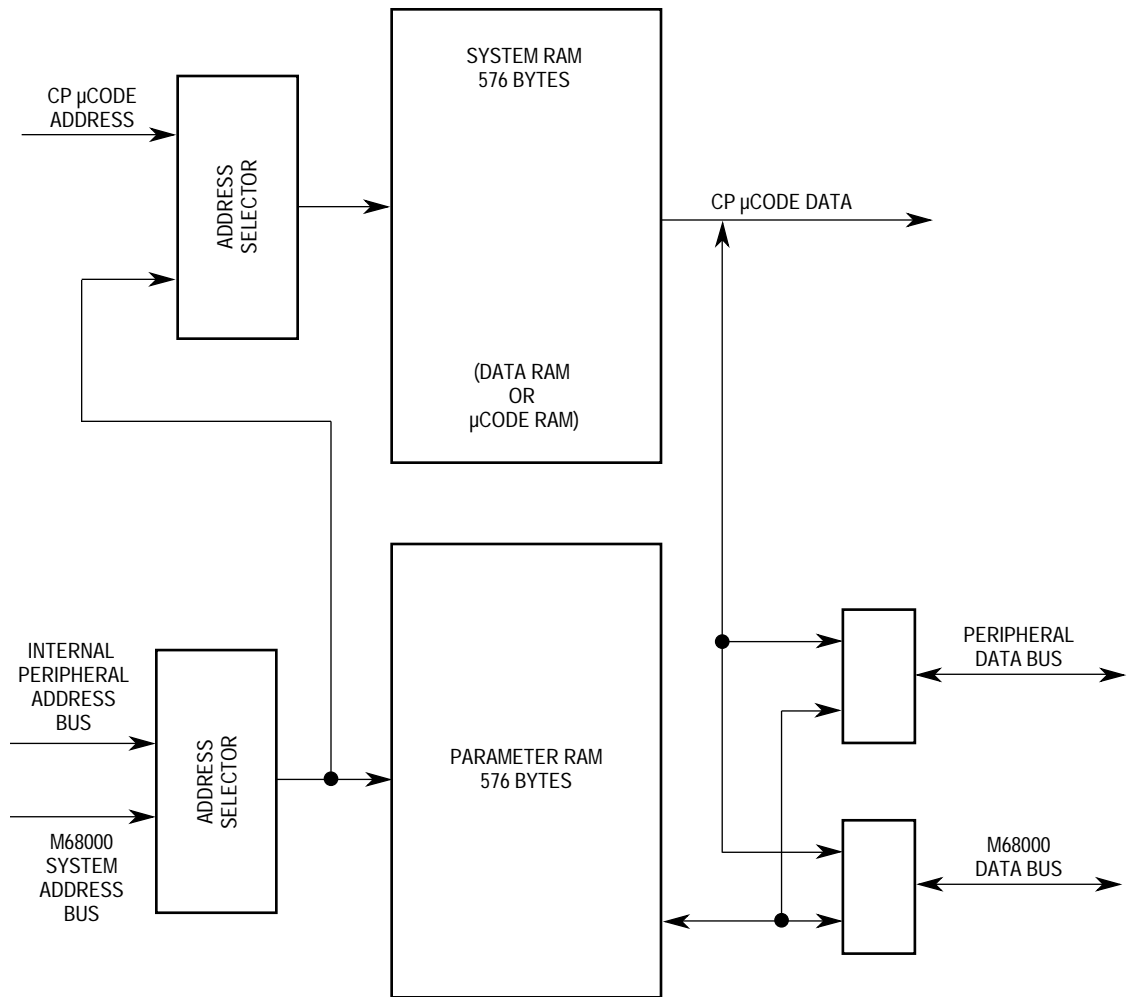 SYSTEM RAM
576 BYTES
CP µCODE
ADDRESS
ADDRESS
SELECTOR
CP µCODE DATA
(DATA RAM
OR
µCODE RAM)
INTERNAL
PERIPHERAL
ADDRESS
BUS
PERIPHERAL
DATA BUS
ADDRESS
SELECTOR
PARAMETER RAM
576 BYTES
M68000
SYSTEM
ADDRESS
BUS
M68000
DATA BUS